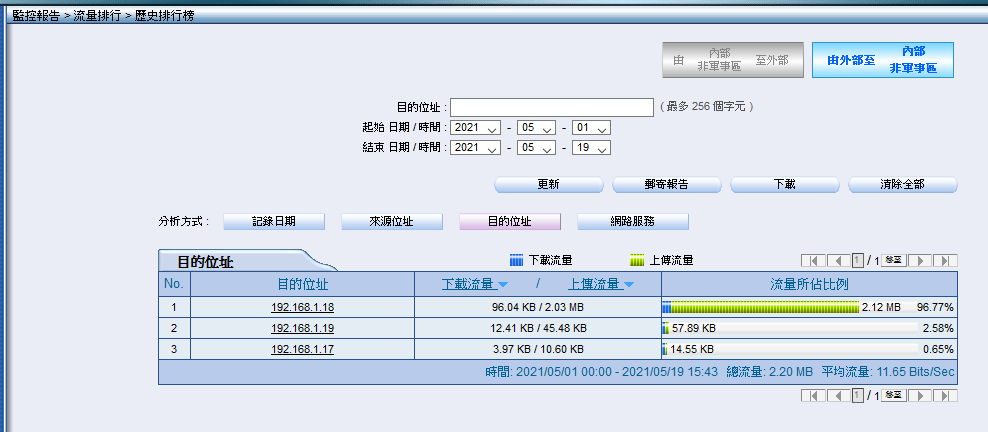 監控報告 > 流量排行 > 歷史排行榜
由 內部 非軍事區 至外部
由外部至 內部 非軍事區
目的位址 : ( 最多 256 個字元 )
起始 日期 / 時間 : 2021 - 05 - 01
結束 日期 / 時間 : 2021 - 05 - 19
更新 郵寄報告 下載 清除全部
分析方式 : 記錄日期 來源位址 目的位址 網路服務
目的位址 下載流量 上傳流量 1 / 1 移至
No. 目的位址 下載流量 / 上傳流量 流量所佔比例
1 192.168.1.18 96.04 KB / 2.03 MB 2.12 MB 96.77%
2 192.168.1.19 12.41 KB / 45.48 KB 57.89 KB 2.58%
3 192.168.1.17 3.97 KB / 10.60 KB 14.55 KB 0.65%
時間: 2021/05/01 00:00 - 2021/05/19 15:43 總流量: 2.20 MB 平均流量: 11.65 Bits/Sec
1 / 1 移至